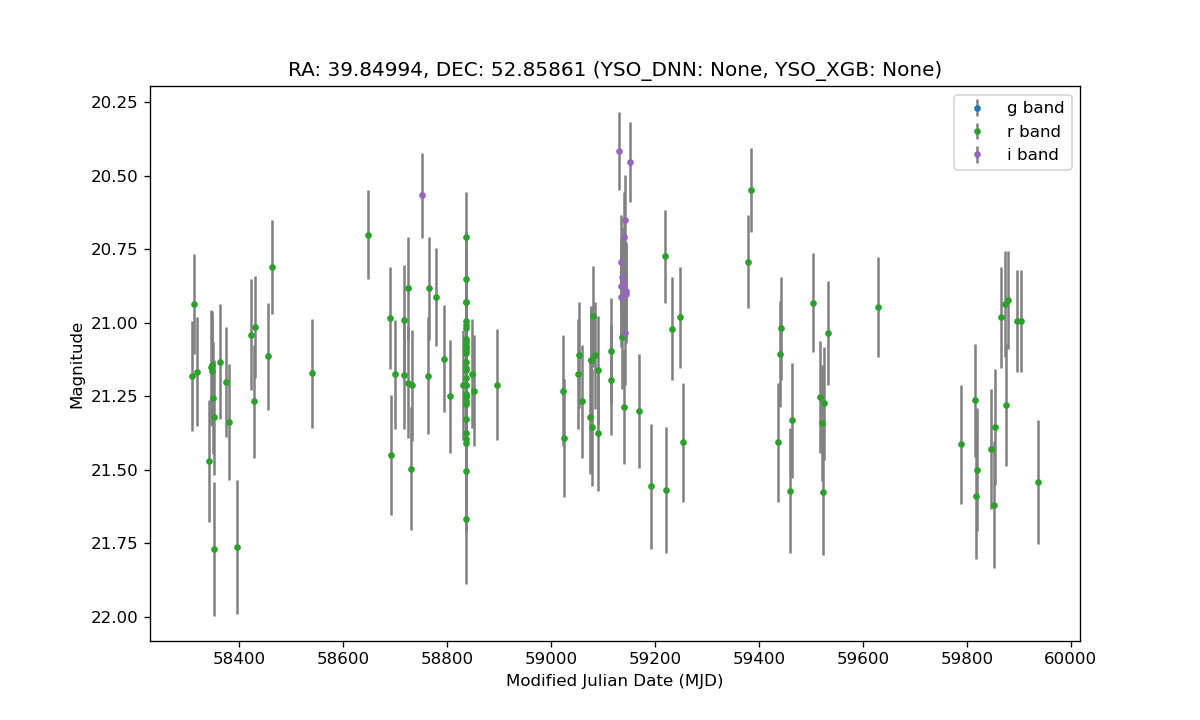 RA: 39.84994, DEC: 52.85861 (YSO_DNN: None, YSO_XGB: None)
g band
r band
i band
20.25
20.50
20.75
21.00
21.25
21.50
21.75
22.00
Magnitude
58400 58600 58800 59000 59200 59400 59600 59800 60000
Modified Julian Date (MJD)